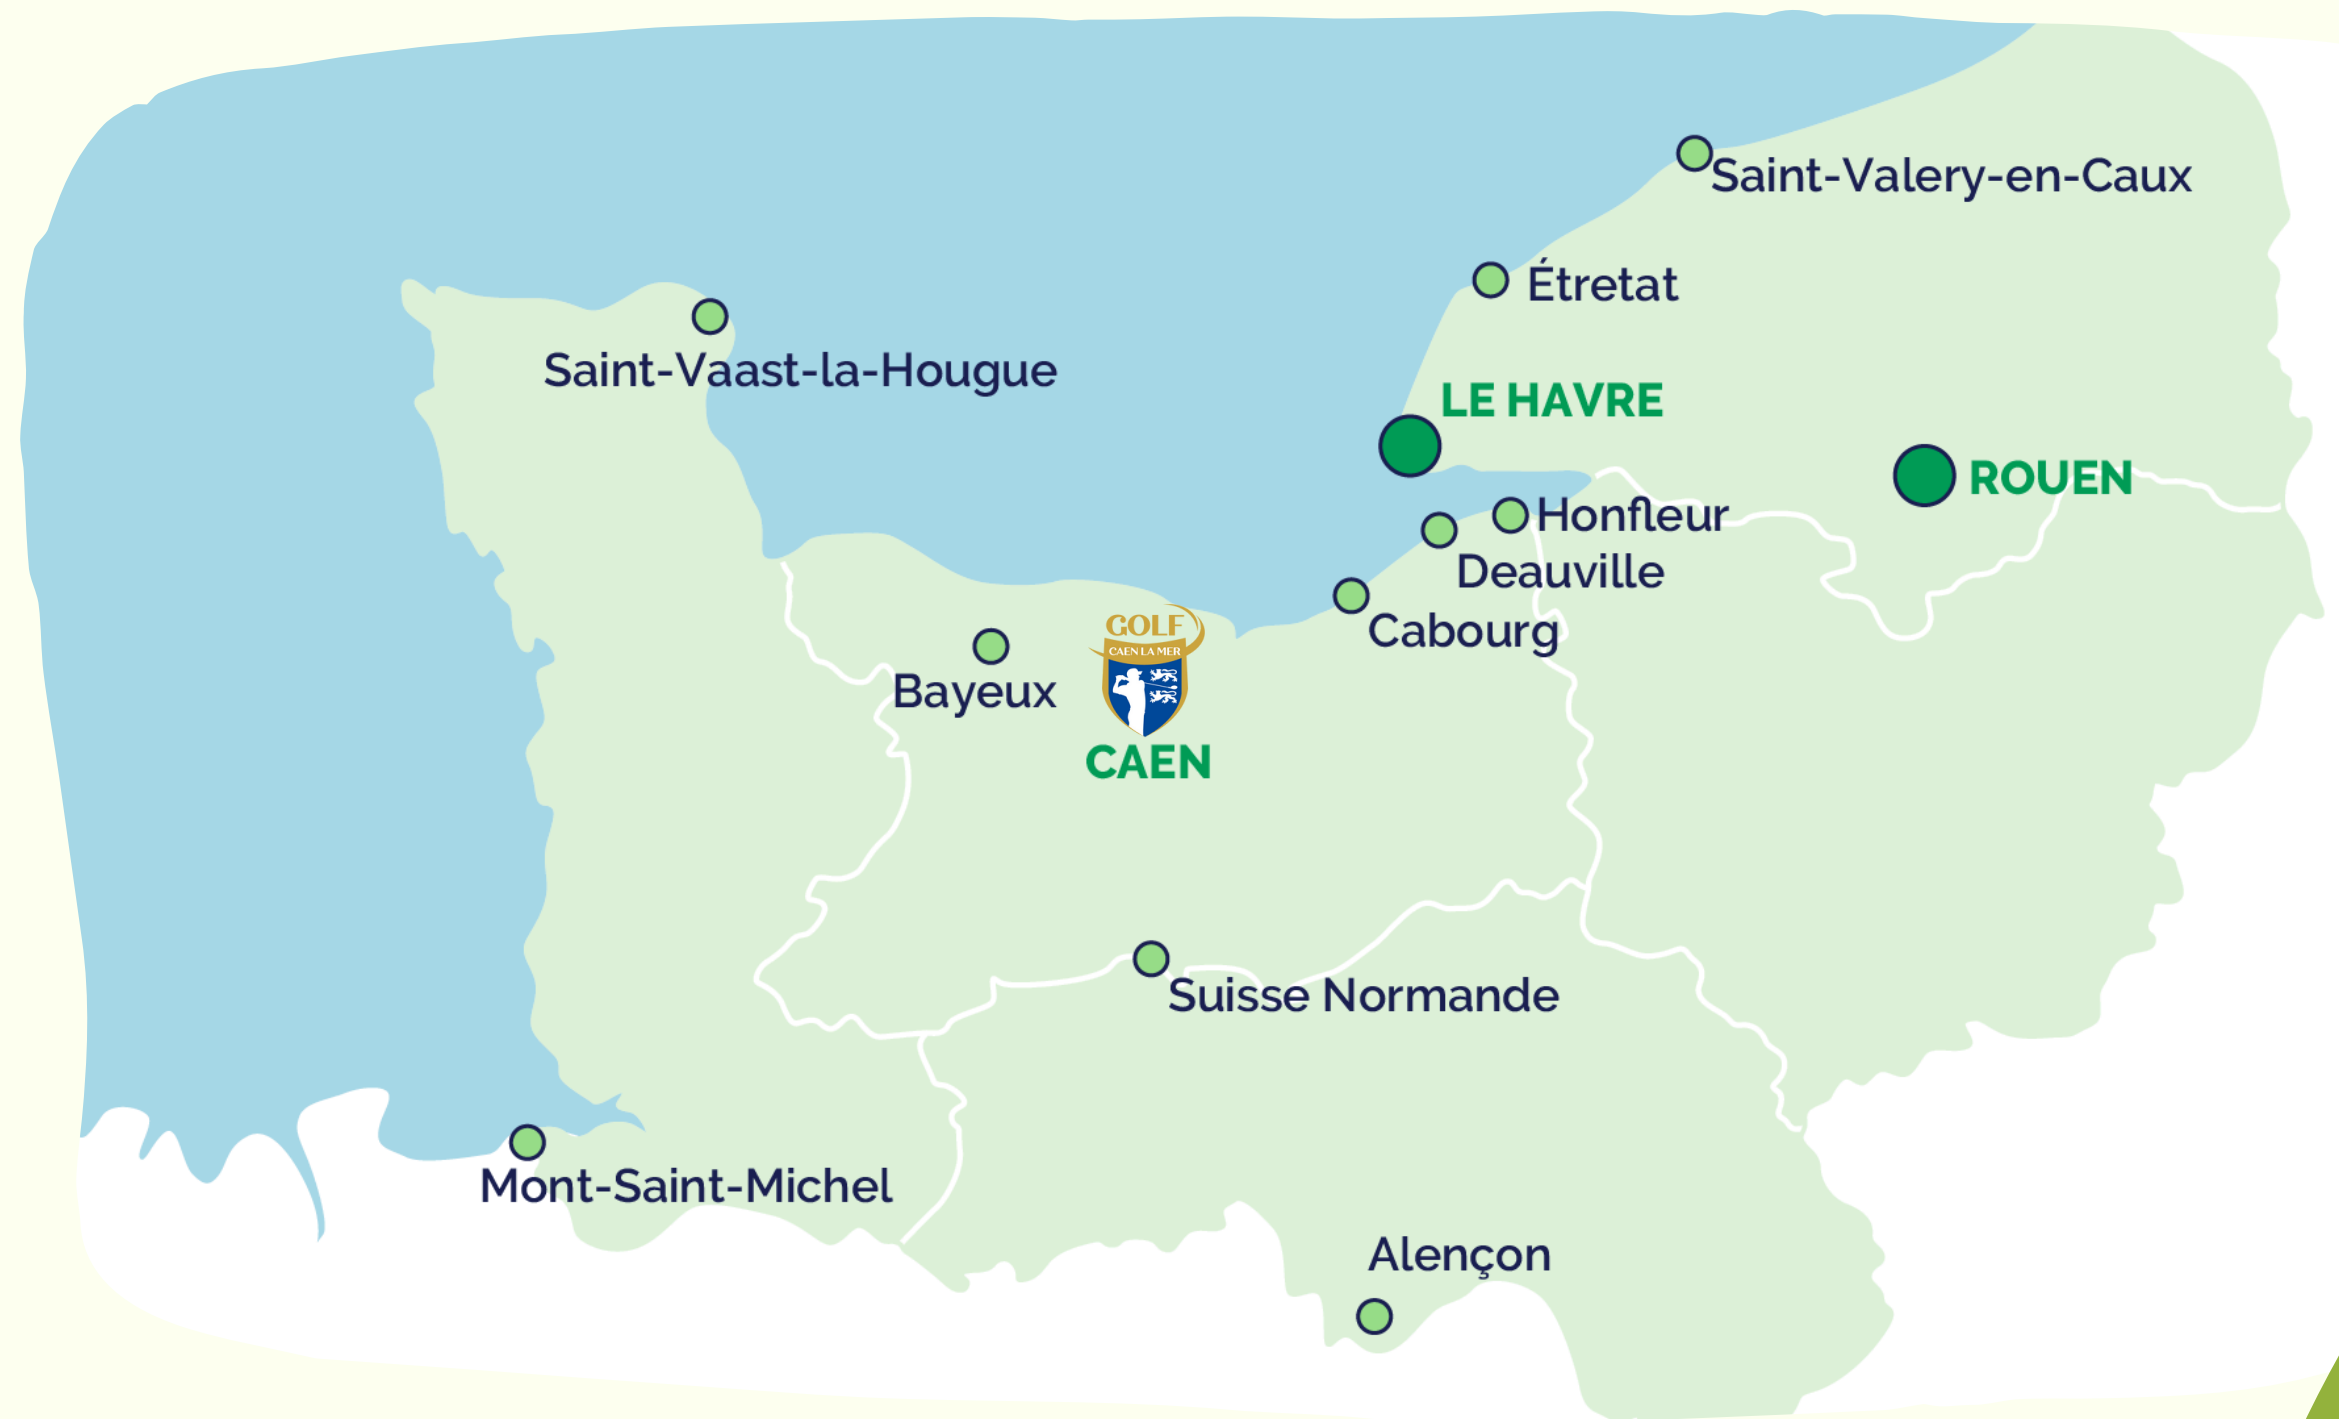 Saint-Valery-en-Caux
Étretat
Saint-Vaast-la-Hougue
LE HAVRE
ROUEN
Honfleur
Deauville
Cabourg
GOLF
CAEN LA MER
Bayeux
CAEN
Suisse Normande
Mont-Saint-Michel
Alençon